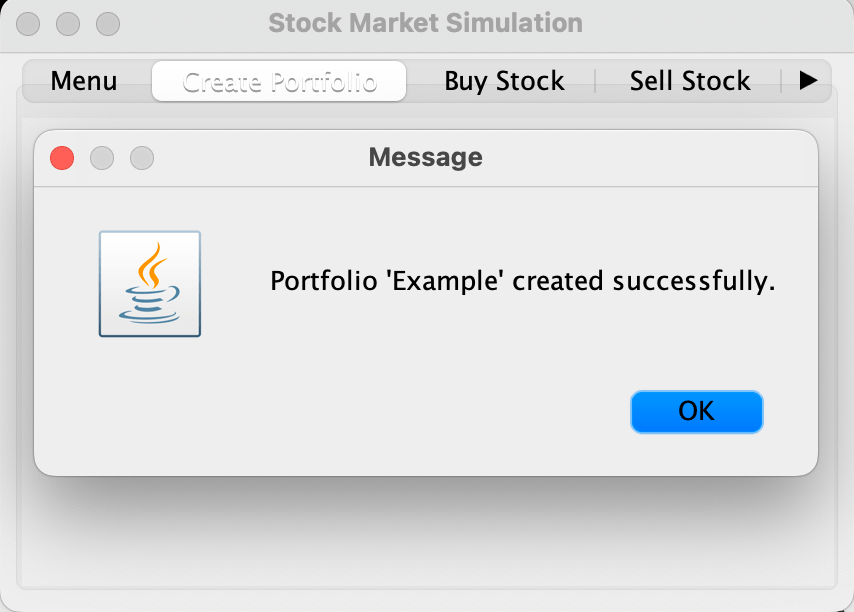 Stock Market Simulation
Menu Create Portfolio Buy Stock Sell Stock
Message
Portfolio 'Example' created successfully.
OK